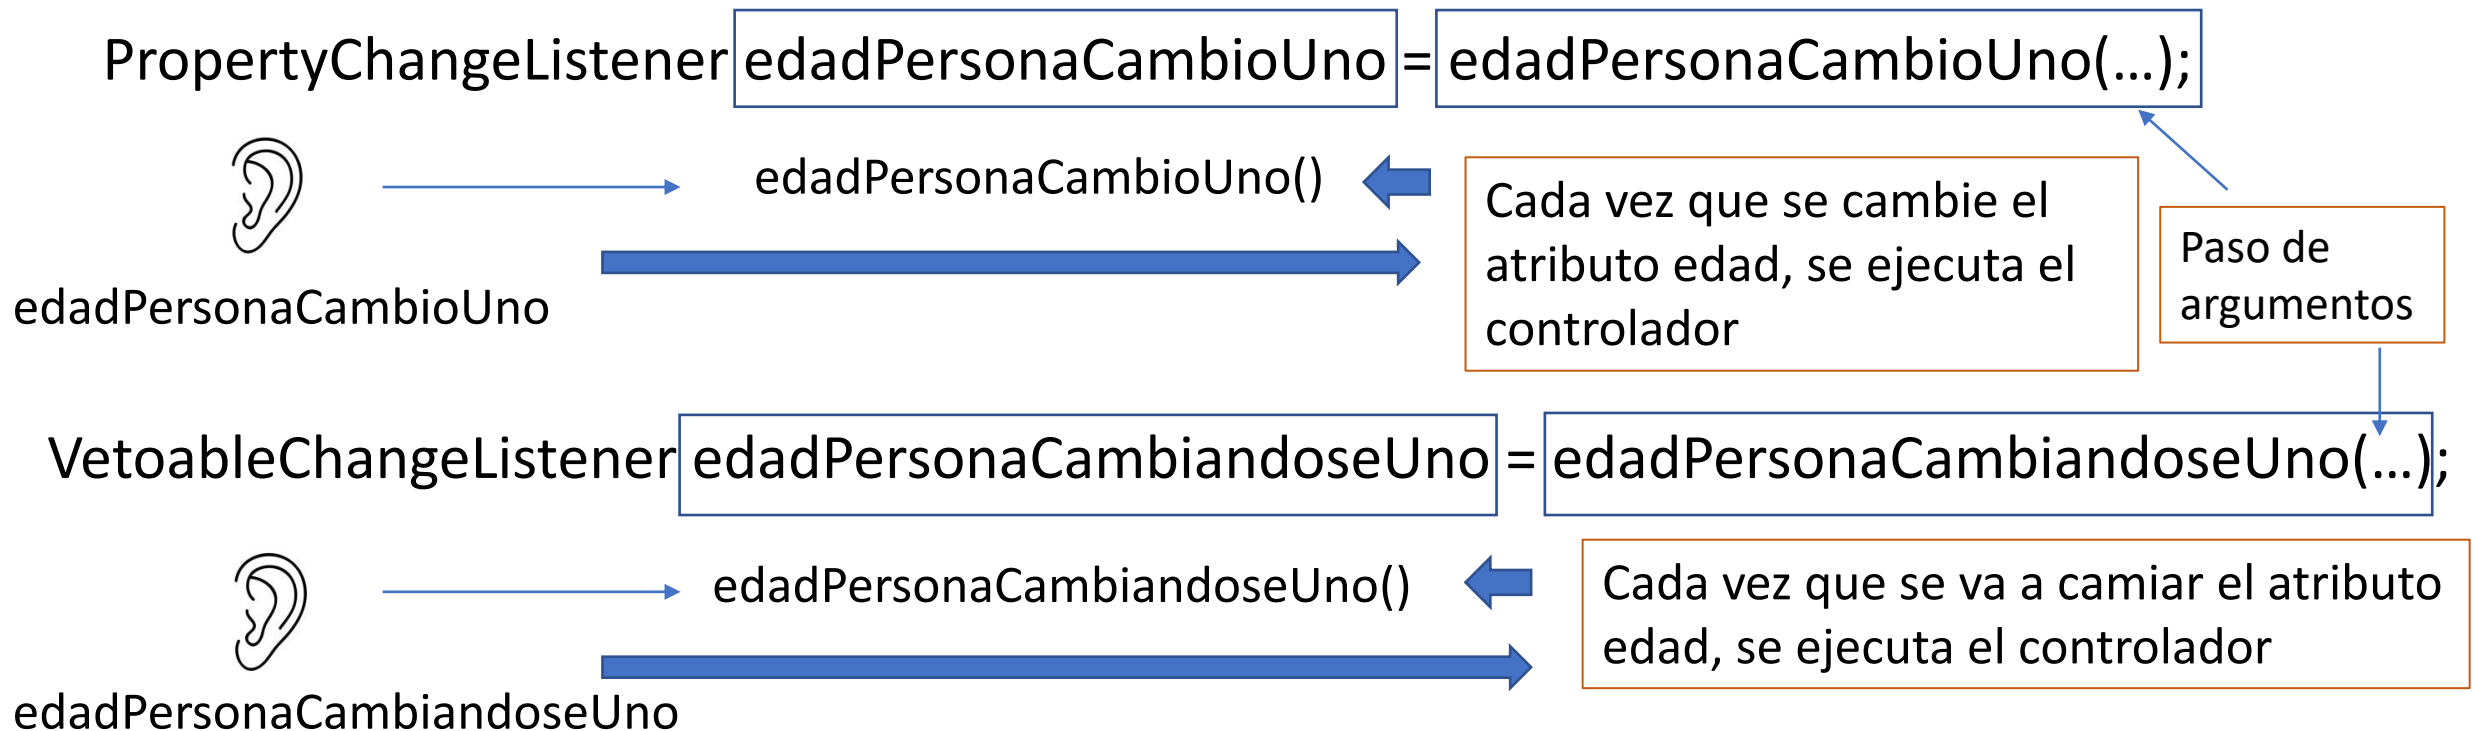 PropertyChangeListener edadPersonaCambioUno = edadPersonaCambioUno(...);
edadPersonaCambioUno()
Cada vez que se cambie el
atributo edad, se ejecuta el
controlador
Paso de
argumentos
edadPersonaCambioUno
VetoableChangeListener edadPersonaCambiandoseUno = edadPersonaCambiandoseUno(...);
edadPersonaCambiandoseUno()
Cada vez que se va a camiar el atributo
edad, se ejecuta el controlador
edadPersonaCambiandoseUno